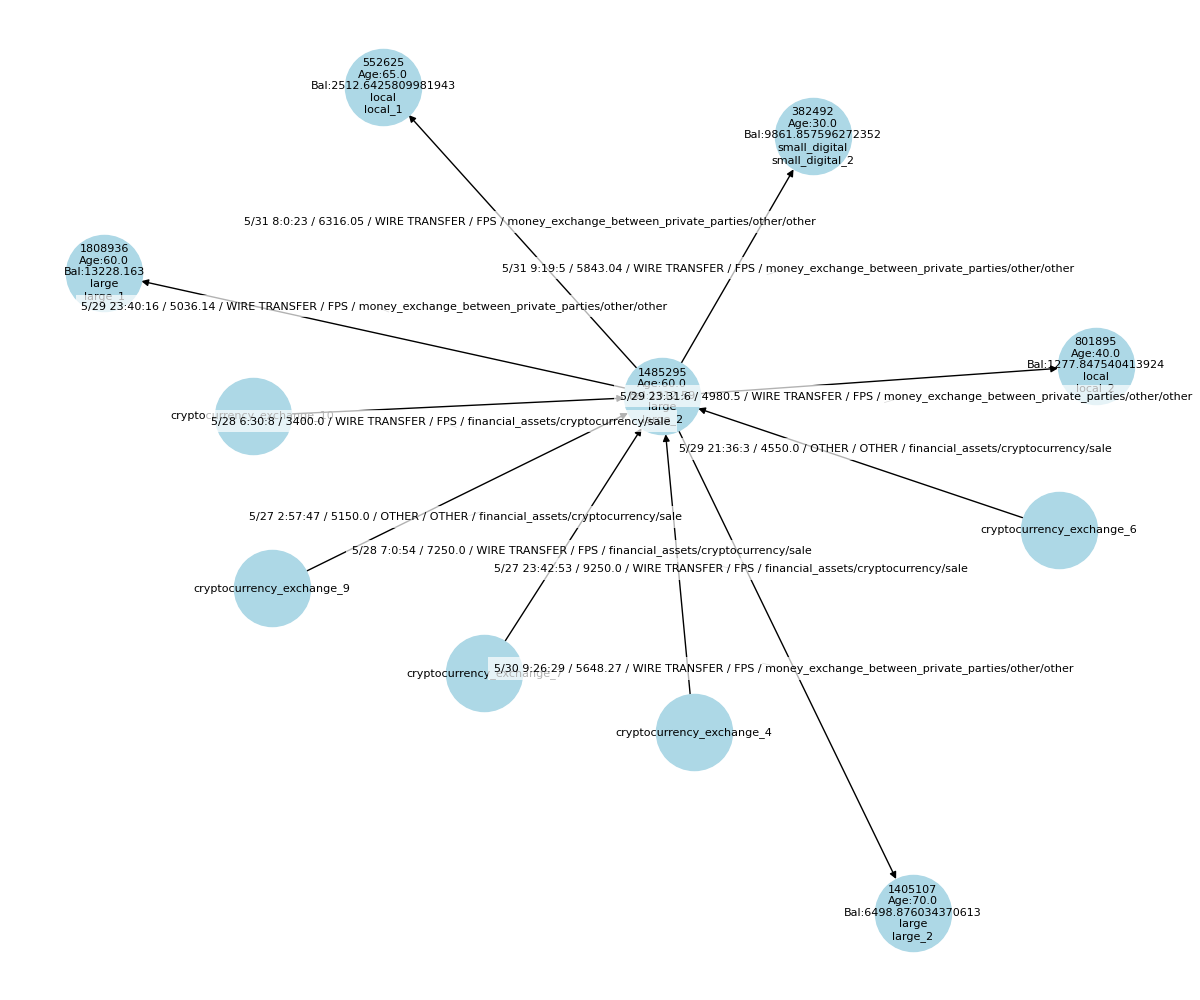 552625
Age:65.0
Bal:2512.6425809981943
local
local_1
382492
Age:30.0
Bal:9861.857596272352
small_digital
small_digital_2
5/31 8:0:23 / 6316.05 / WIRE TRANSFER / FPS / money_exchange_between_private_parties/other/other
1808936
Age:60.0
Bal:13228.163
large
large_1
5/31 9:19:5 / 5843.04 / WIRE TRANSFER / FPS / money_exchange_between_private_parties/other/other
5/29 23:40:16 / 5036.14 / WIRE TRANSFER / FPS / money_exchange_between_private_parties/other/other
801895
Age:40.0
Bal:1277.847540413924
local
local_2
1485295
Age:60.0
large
5/29 23:31:6 / 4980.5 / WIRE TRANSFER / FPS / money_exchange_between_private_parties/other/other
cryptocurrency_exchange_10
5/28 6:30:8 / 3400.0 / WIRE TRANSFER / FPS / financial_assets/cryptocurrency/sale
5/29 21:36:3 / 4550.0 / OTHER / OTHER / financial_assets/cryptocurrency/sale
5/27 2:57:47 / 5150.0 / OTHER / OTHER / financial_assets/cryptocurrency/sale
cryptocurrency_exchange_6
5/28 7:0:54 / 7250.0 / WIRE TRANSFER / FPS / financial_assets/cryptocurrency/sale
5/27 23:42:53 / 9250.0 / WIRE TRANSFER / FPS / financial_assets/cryptocurrency/sale
cryptocurrency_exchange_9
5/30 9:26:29 / 5648.27 / WIRE TRANSFER / FPS / money_exchange_between_private_parties/other/other
cryptocurrency_exchange_7
cryptocurrency_exchange_4
1405107
Age:70.0
Bal:6498.876034370613
large
large_2